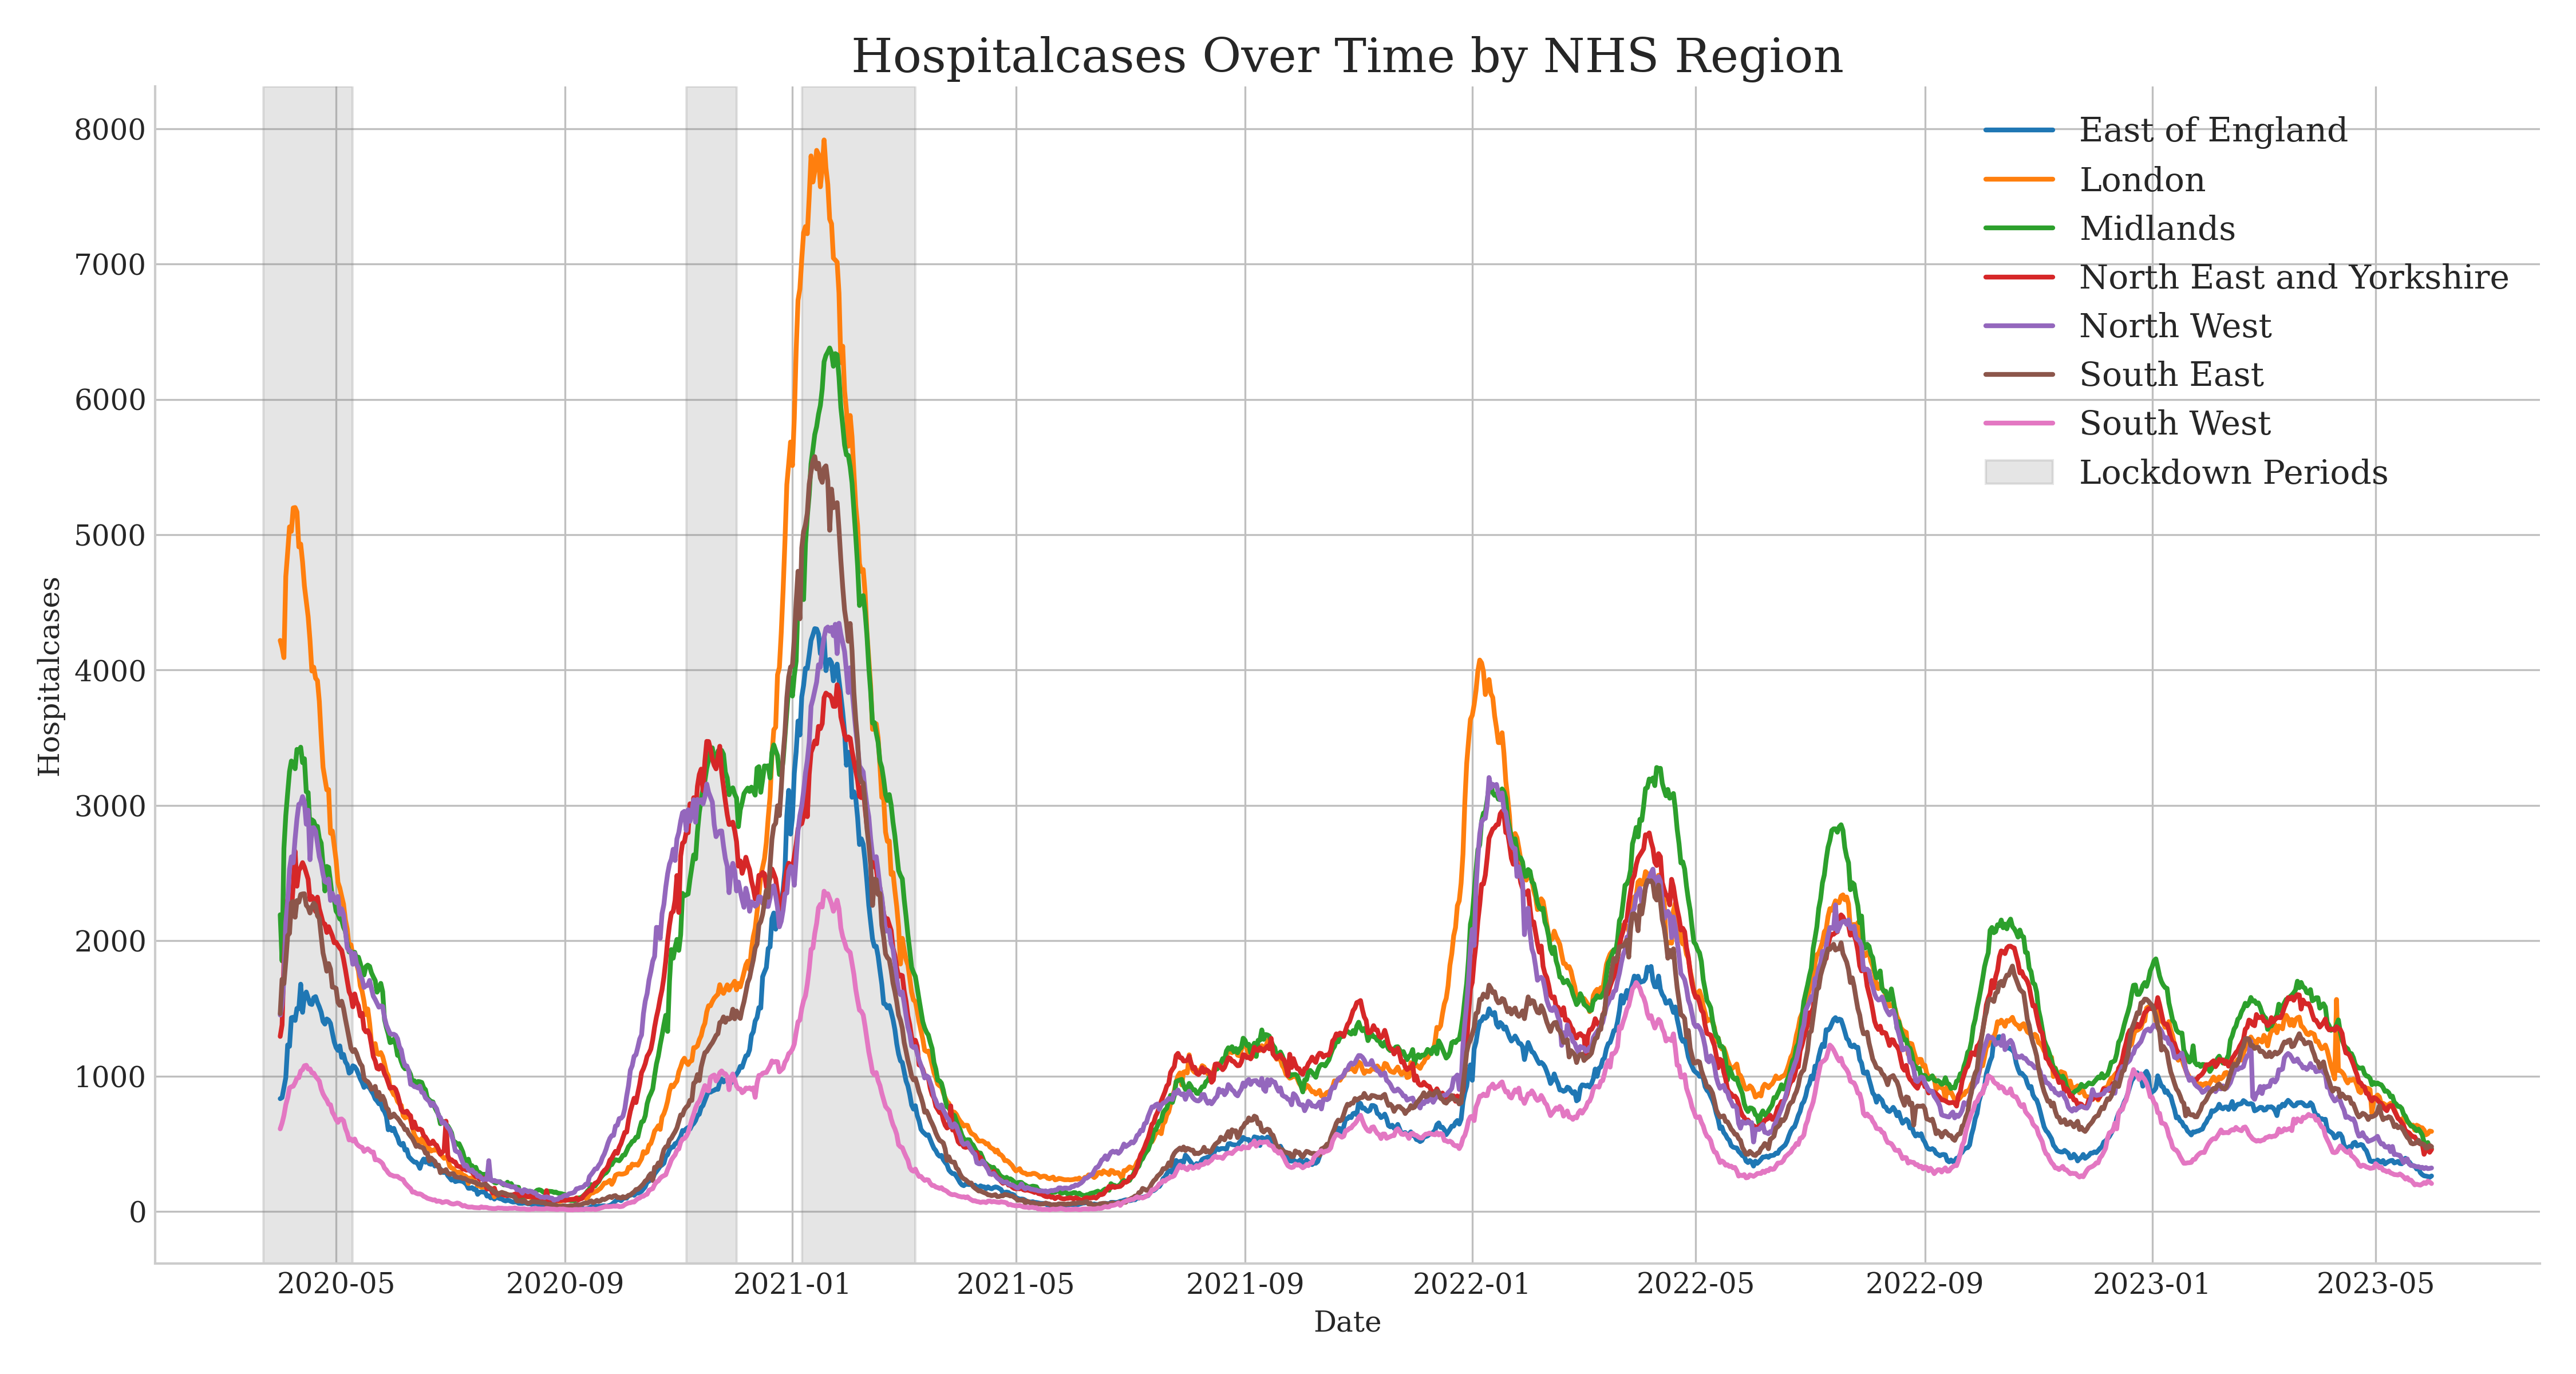 Hospitalcases Over Time by NHS Region
8000
7000
6000
5000
4000
3000
2000
1000
0
Hospitalcases
East of England
London
Midlands
North East and Yorkshire
North West
South East
South West
Lockdown Periods
2020-05 2020-09 2021-01 2021-05 2021-09 2022-01 2022-05 2022-09 2023-01 2023-05
Date